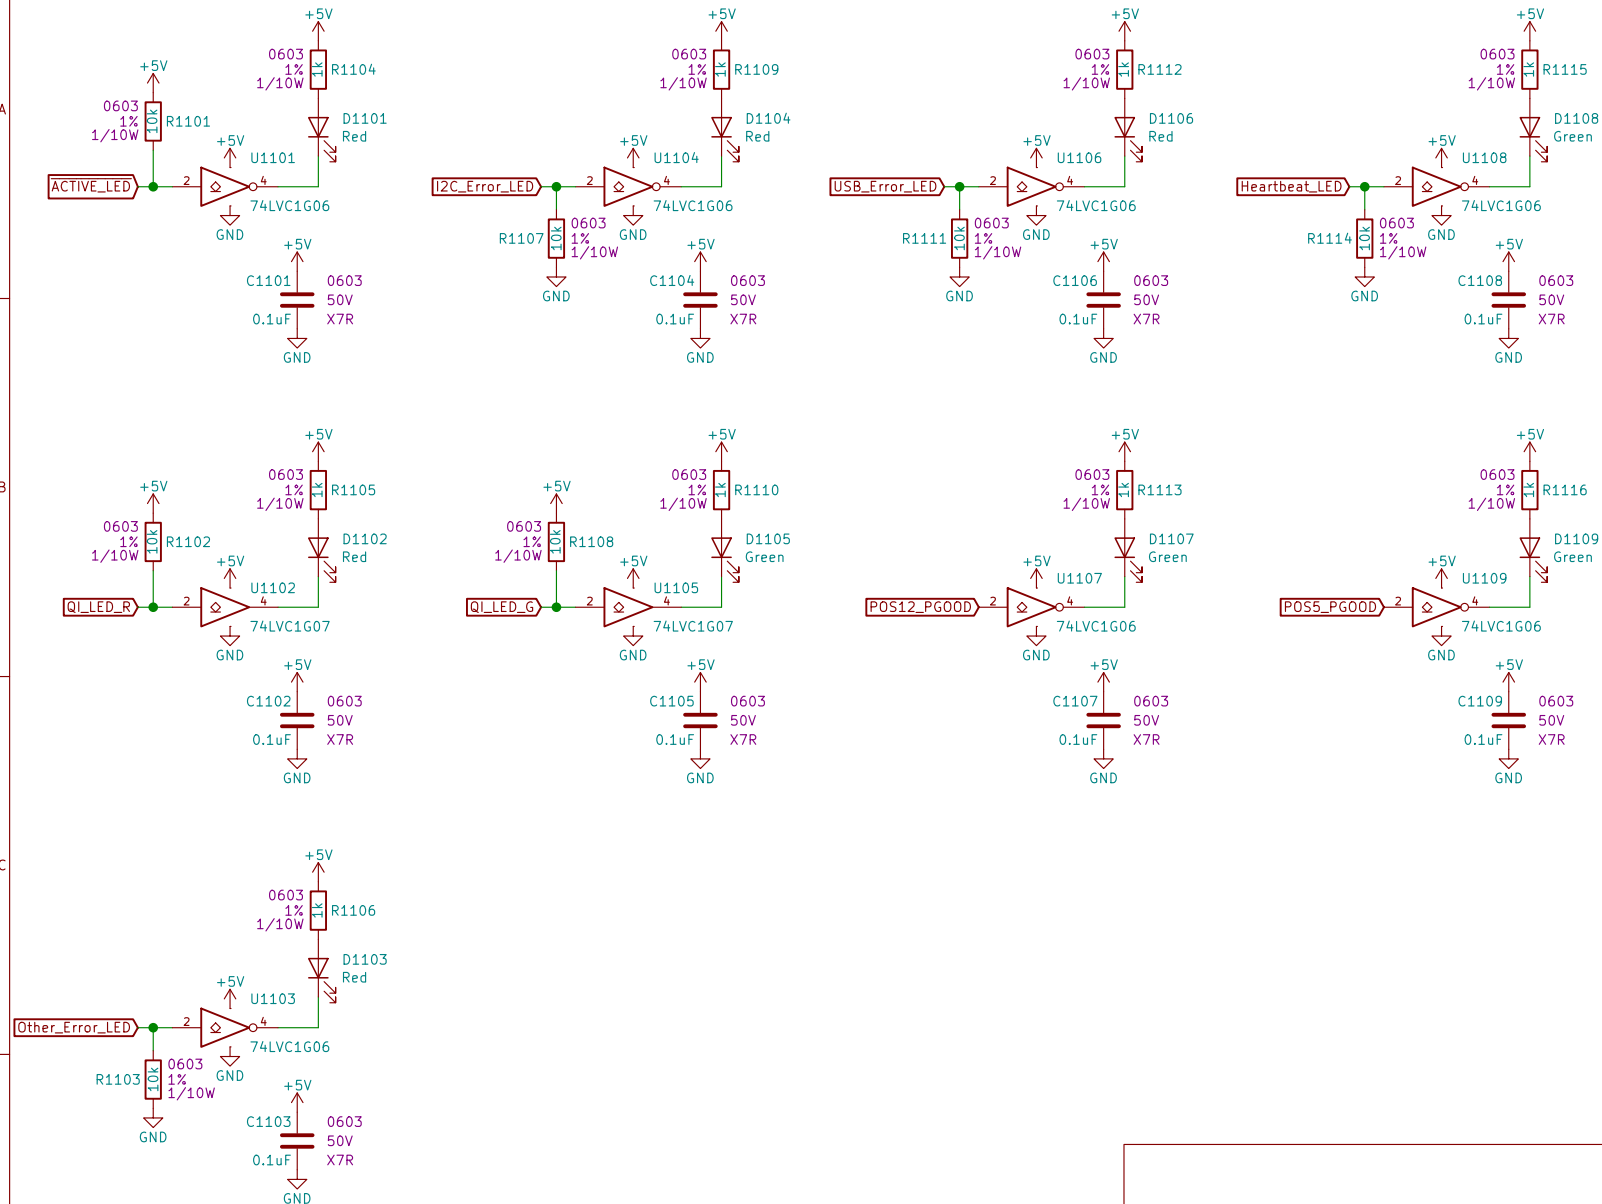 +5V
0603
1%
1/10W
1k
R1104
+5V
0603
1%
1/10W
10k
R1101
D1101
Red
+5V
U1101
ACTIVE_LED
2
4
74LVC1G06
GND
+5V
C1101
0603
50V
0.1uF
X7R
GND
+5V
0603
1%
1/10W
1k
R1109
D1104
Red
+5V
U1104
I2C_Error_LED
2
4
74LVC1G06
GND
R1107
10k
0603
1%
1/10W
GND
+5V
C1104
0603
50V
0.1uF
X7R
GND
+5V
0603
1%
1/10W
1k
R1112
D1106
Red
+5V
U1106
USB_Error_LED
2
4
74LVC1G06
GND
R1111
10k
0603
1%
1/10W
GND
+5V
C1106
0603
50V
0.1uF
X7R
GND
+5V
0603
1%
1/10W
1k
R1115
D1108
Green
+5V
U1108
Heartbeat_LED
2
4
74LVC1G06
GND
R1114
10k
0603
1%
1/10W
GND
+5V
C1108
0603
50V
0.1uF
X7R
GND
A
B
C
+5V
0603
1%
1/10W
1k
R1105
+5V
0603
1%
1/10W
10k
R1102
D1102
Red
+5V
U1102
QI_LED_R
2
4
74LVC1G07
GND
+5V
C1102
0603
50V
0.1uF
X7R
GND
+5V
0603
1%
1/10W
1k
R1110
+5V
0603
1%
1/10W
10k
R1108
D1105
Green
+5V
U1105
QI_LED_G
2
4
74LVC1G07
GND
+5V
C1105
0603
50V
0.1uF
X7R
GND
+5V
0603
1%
1/10W
1k
R1113
D1107
Green
+5V
U1107
POS12_PGOOD
2
4
74LVC1G06
GND
+5V
C1107
0603
50V
0.1uF
X7R
GND
+5V
0603
1%
1/10W
1k
R1116
D1109
Green
+5V
U1109
POS5_PGOOD
2
4
74LVC1G06
GND
+5V
C1109
0603
50V
0.1uF
X7R
GND
+5V
0603
1%
1/10W
1k
R1106
D1103
Red
+5V
U1103
Other_Error_LED
2
4
74LVC1G06
GND
R1103
10k
0603
1%
1/10W
GND
+5V
C1103
0603
50V
0.1uF
X7R
GND